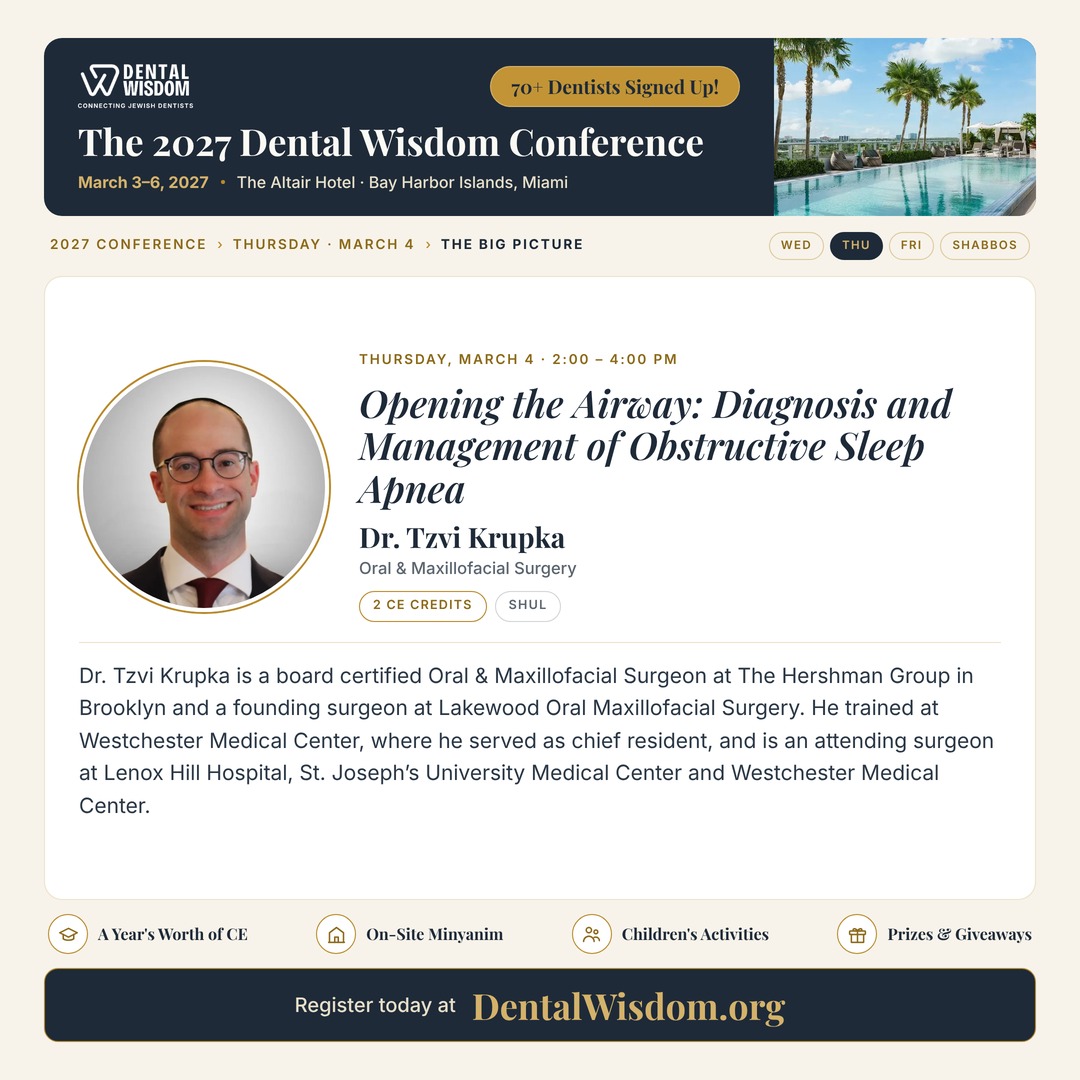 DENTAL
WISDOM
CONNECTING JEWISH DENTISTS
70+ Dentists Signed Up!
The 2027 Dental Wisdom Conference
March 3–6, 2027 • The Altair Hotel · Bay Harbor Islands, Miami
2027 CONFERENCE › THURSDAY · MARCH 4 › THE BIG PICTURE
WED THU FRI SHABBOS
THURSDAY, MARCH 4 · 2:00 – 4:00 PM
Opening the Airway: Diagnosis and
Management of Obstructive Sleep
Apnea
Dr. Tzvi Krupka
Oral & Maxillofacial Surgery
2 CE CREDITS SHUL
Dr. Tzvi Krupka is a board certified Oral & Maxillofacial Surgeon at The Hershman Group in
Brooklyn and a founding surgeon at Lakewood Oral Maxillofacial Surgery. He trained at
Westchester Medical Center, where he served as chief resident, and is an attending surgeon
at Lenox Hill Hospital, St. Joseph’s University Medical Center and Westchester Medical
Center.
A Year's Worth of CE
On-Site Minyanim
Children's Activities
Prizes & Giveaways
Register today at DentalWisdom.org